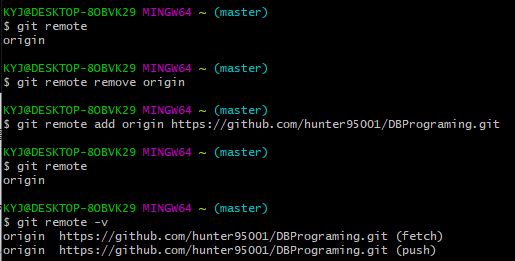 KYJ@DESKTOP-8OBVK29 MINGW64 ~ (master)
$ git remote
origin
KYJ@DESKTOP-8OBVK29 MINGW64 ~ (master)
$ git remote remove origin
KYJ@DESKTOP-8OBVK29 MINGW64 ~ (master)
$ git remote add origin https://github.com/hunter95001/DBPrograming.git
KYJ@DESKTOP-8OBVK29 MINGW64 ~ (master)
$ git remote
origin
KYJ@DESKTOP-8OBVK29 MINGW64 ~ (master)
$ git remote -v
origin  https://github.com/hunter95001/DBPrograming.git (fetch)
origin  https://github.com/hunter95001/DBPrograming.git (push)